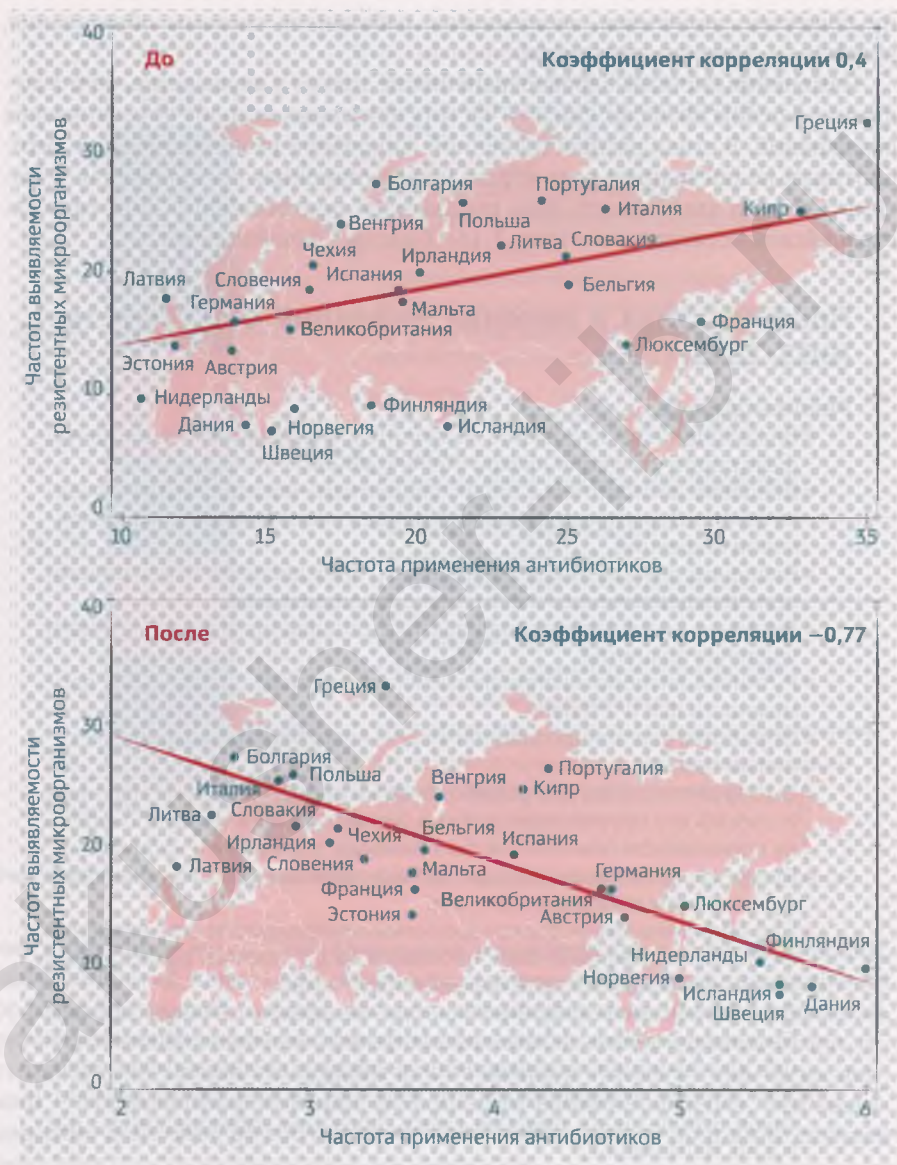 40
До
Коэффициент корреляции 0,4
Частота выявляемости
резистентных микроорганизмов
Греция
30
Болгария
Португалия
Польша
Италия
Кипр
Венгрия
Чехия
Ирландия
Литва
Словакия
20
Латвия
Словения
Испания
Бельгия
Германия
Мальта
Великобритания
Франция
Люксембург
Эстония
Австрия
10
Нидерланды
Финляндия
Дания
Норвегия
Исландия
Швеция
0
10
15
20
25
30
35
Частота применения антибиотиков
40
После
Коэффициент корреляции −0,77
Частота выявляемости
резистентных микроорганизмов
Греция
30
Болгария
Польша
Италия
Венгрия
Португалия
Кипр
Литва
Словакия
Ирландия
Чехия
Бельгия
Испания
20
Латвия
Словения
Мальта
Германия
Франция
Великобритания
Эстония
Австрия
Люксембург
Финляндия
10
Нидерланды
Норвегия
Исландия
Швеция
Дания
0
2
3
4
5
6
Частота применения антибиотиков
akusher-lib.ru